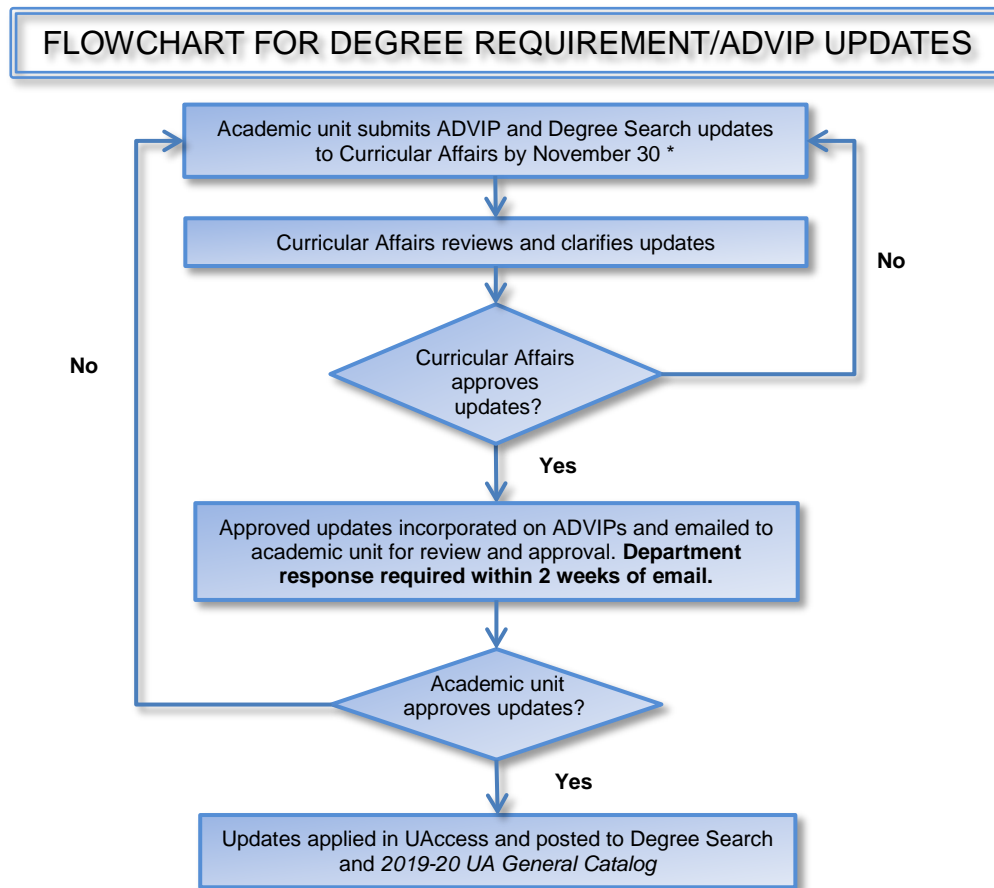 FLOWCHART FOR DEGREE REQUIREMENT/ADVIP UPDATES
Academic unit submits ADVIP and Degree Search updates
to Curricular Affairs by November 30 *
Curricular Affairs reviews and clarifies updates
No
No
Curricular Affairs
approves
updates?
Yes
Approved updates incorporated on ADVIPs and emailed to
academic unit for review and approval. Department
response required within 2 weeks of email.
Academic unit
approves updates?
Yes
Updates applied in UAccess and posted to Degree Search
and 2019-20 UA General Catalog